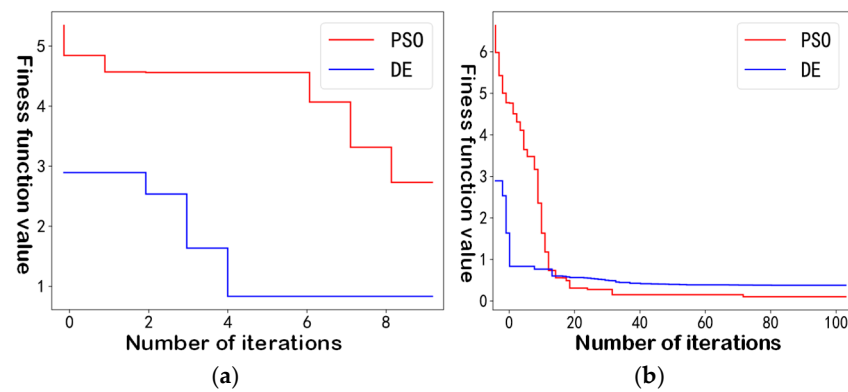 PSO
DE
5
4
3
2
1
0
2
4
6
8
Finess function value
Number of iterations
(a)
PSO
DE
6
5
4
3
2
1
0
0
20
40
60
80
100
Finess function value
Number of iterations
(b)